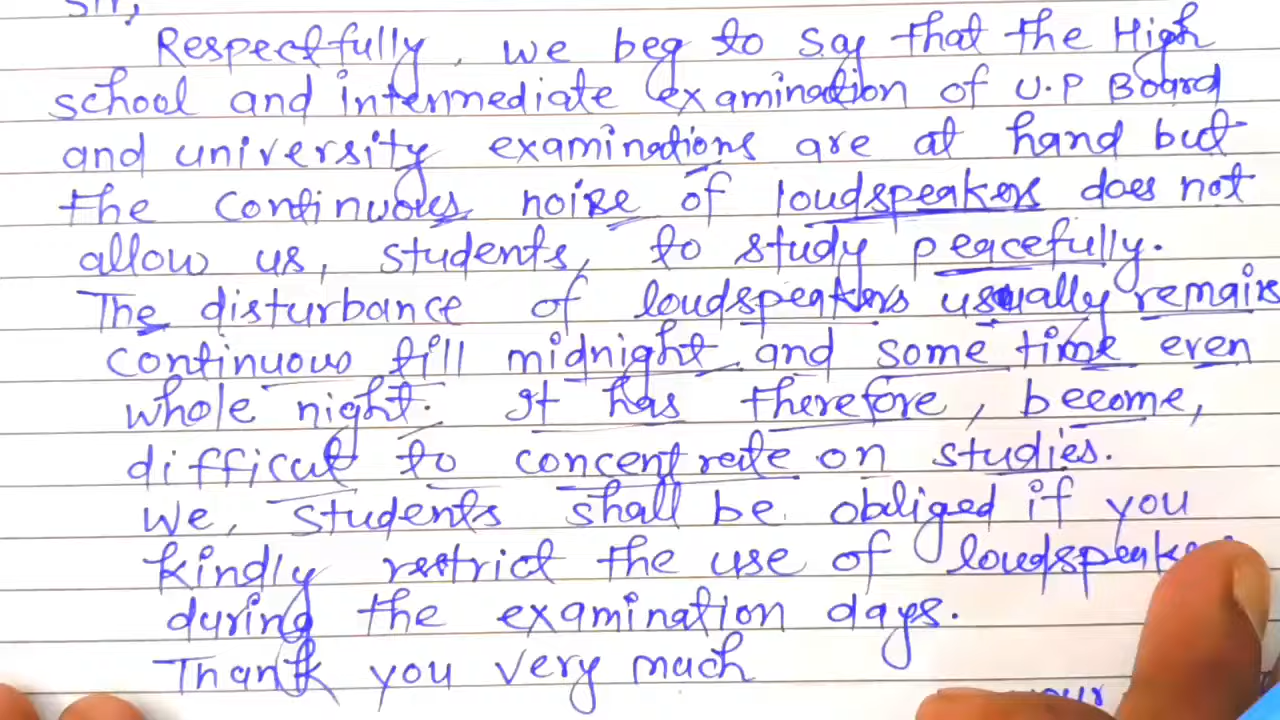 Sir,
Respectfully, we beg to say that the High
school and intermediate examination of U.P Board
and university examinations are at hand but
the continuous noise of loudspeakers does not
allow us, students, to study peacefully.
The disturbance of loudspeakers usually remains
continuous till midnight and some time even
whole night. It has therefore, become,
difficult to concentrate on studies.
We, students shall be obliged if you
kindly restrict the use of
during the examination days.
Thank you very much